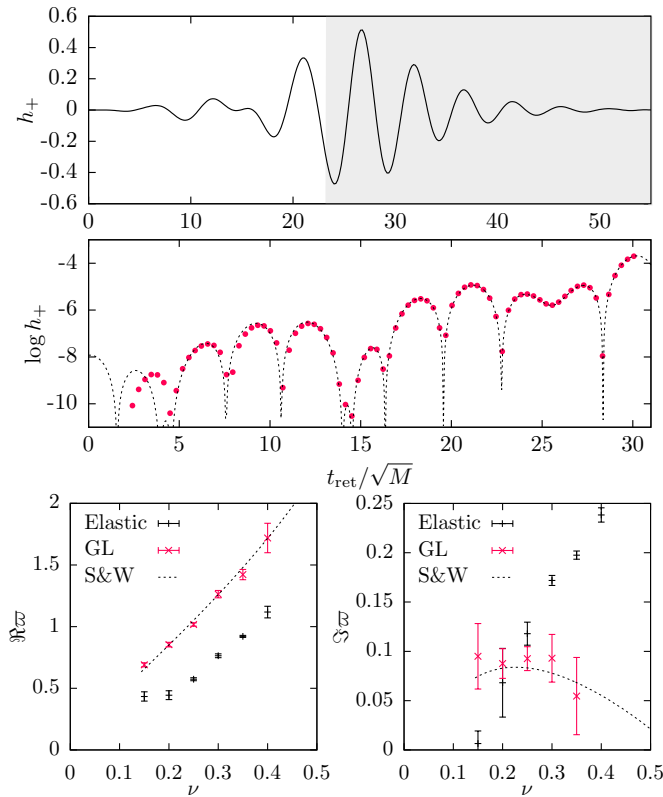 0.6
0.4
0.2
0
-0.2
-0.4
-0.6
h₊
0 10 20 30 40 50
-4
-6
-8
-10
log h₊
0 5 10 15 20 25 30
t_ret/√M
2
1.5
1
0.5
0
ℜϖ
Elastic
GL
S&W
0 0.1 0.2 0.3 0.4 0.5
ν
0.25
0.2
0.15
0.1
0.05
0
ℑϖ
Elastic
GL
S&W
0 0.1 0.2 0.3 0.4 0.5
ν